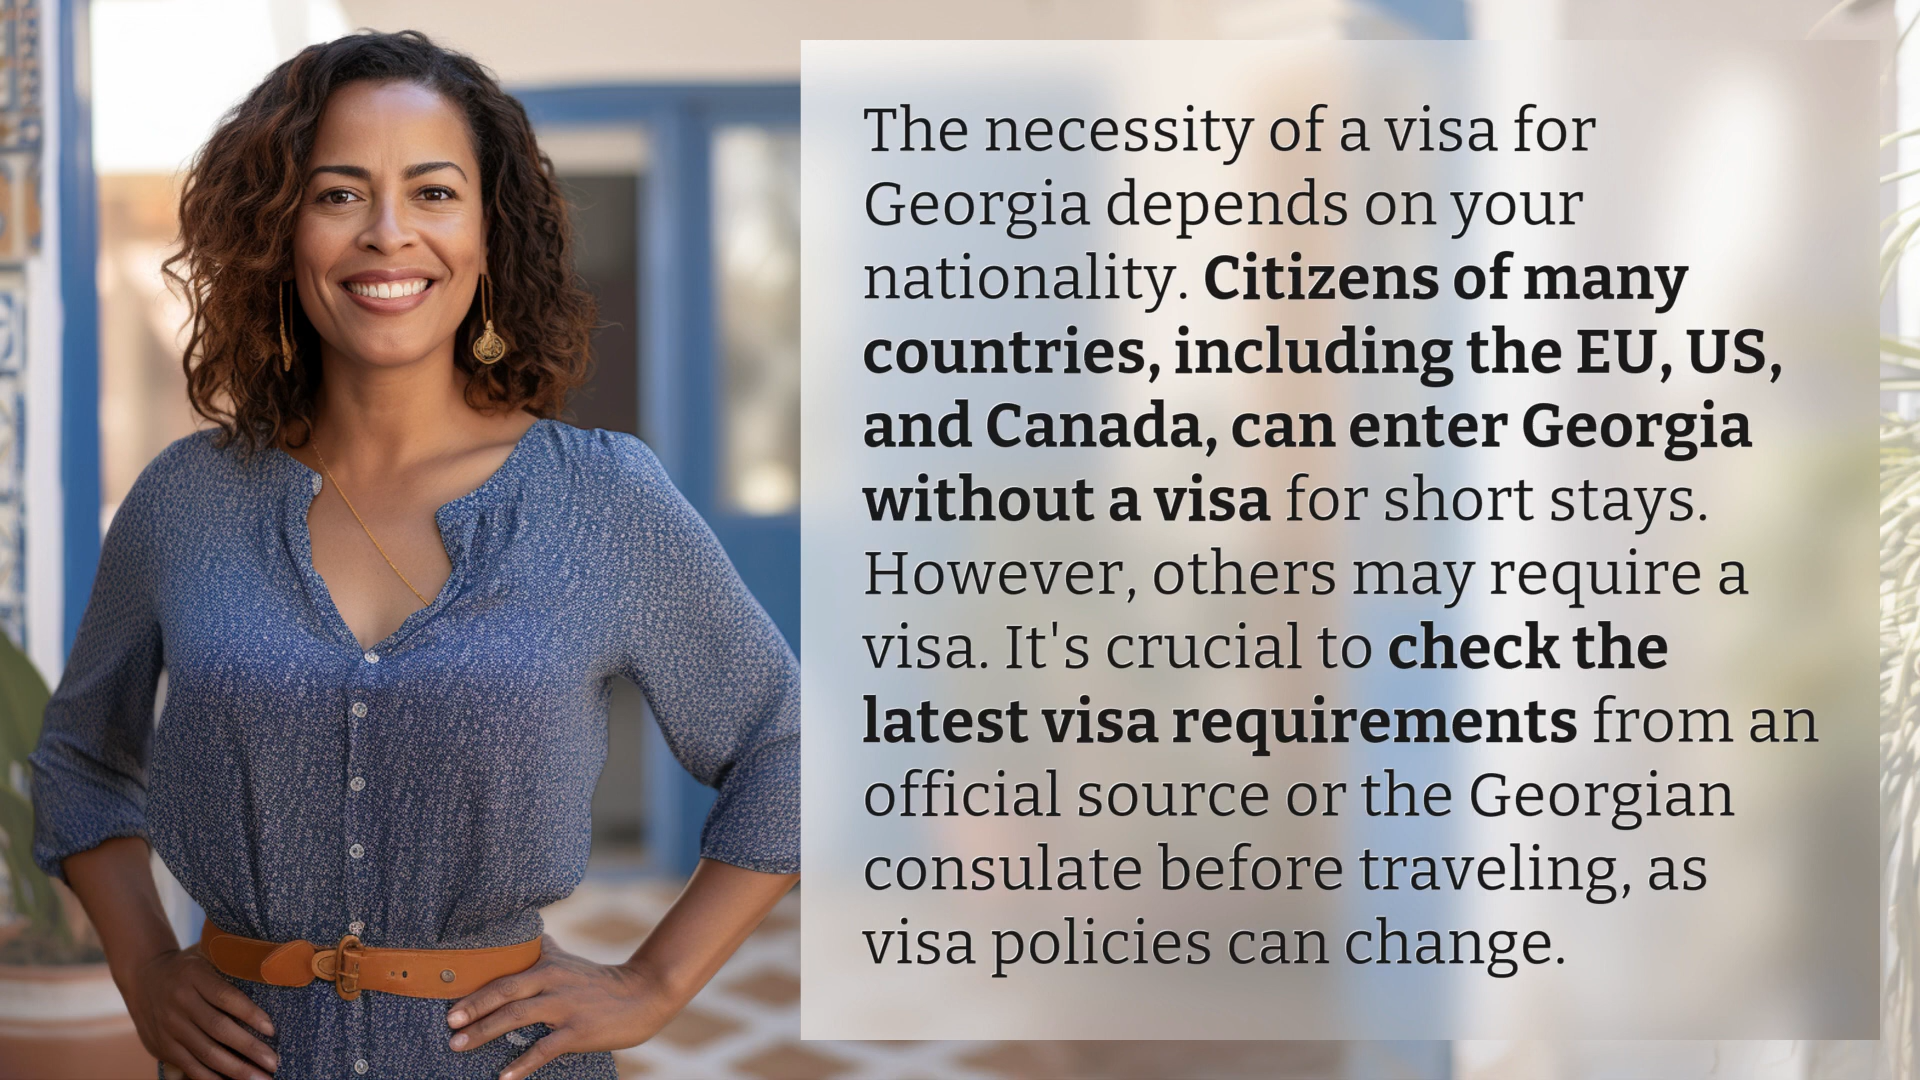 The necessity of a visa for
Georgia depends on your
nationality. Citizens of many
countries, including the EU, US,
and Canada, can enter Georgia
without a visa for short stays.
However, others may require a
visa. It's crucial to check the
latest visa requirements from an
official source or the Georgian
consulate before traveling, as
visa policies can change.